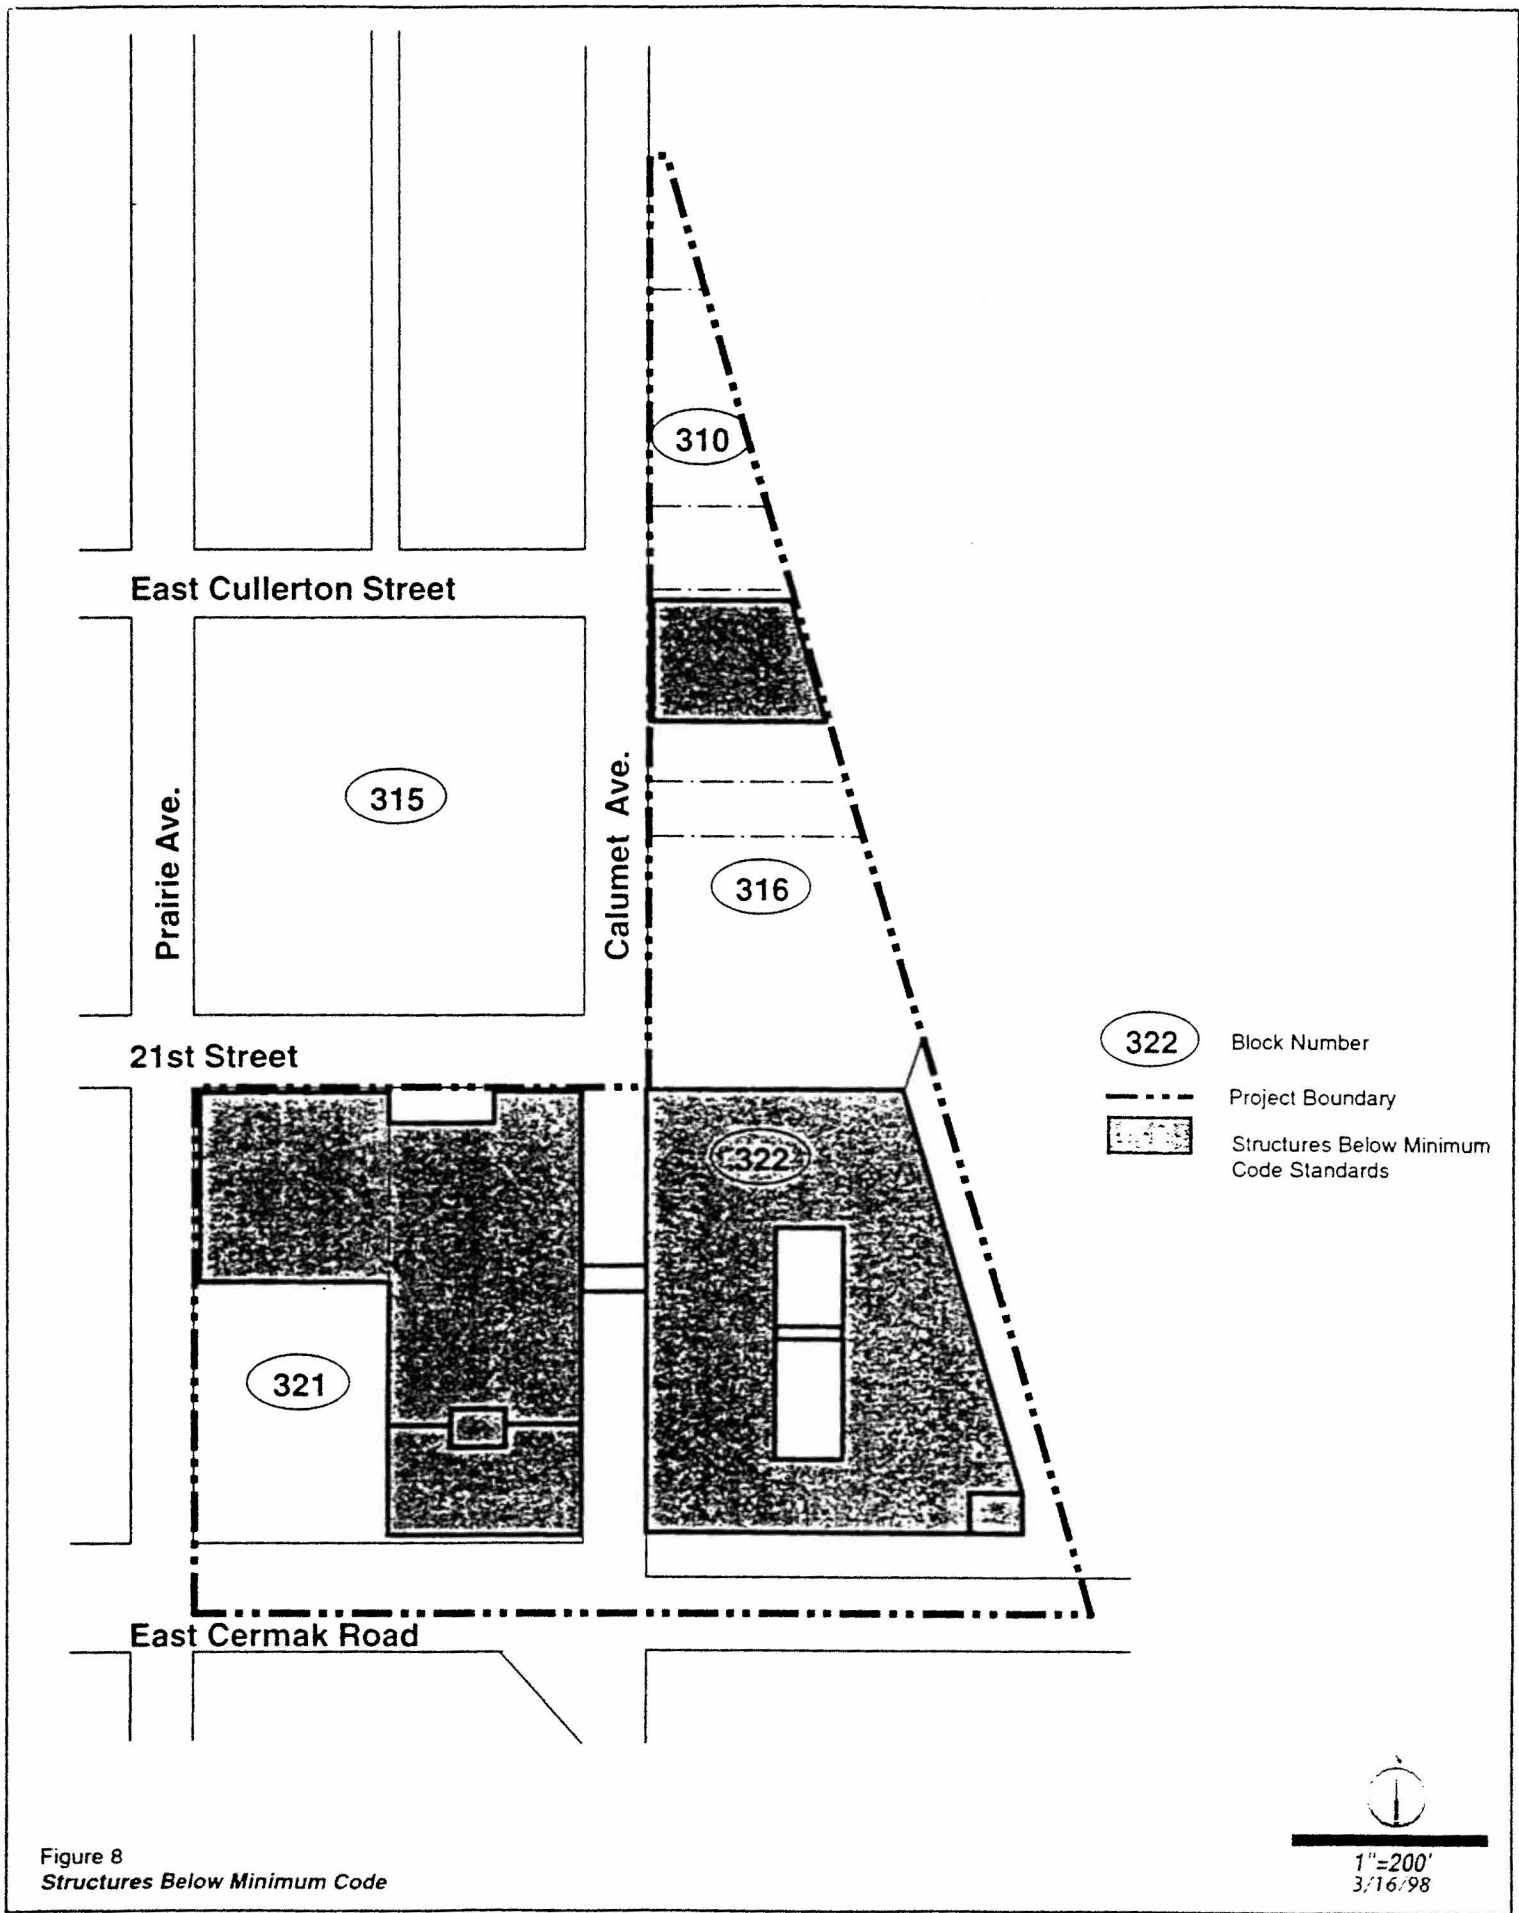 310
East Cullerton Street
315
Prairie Ave.
Calumet Ave.
316
322
Block Number
21st Street
Project Boundary
Structures Below Minimum
Code Standards
322
321
East Cermak Road
Figure 8
Structures Below Minimum Code
1"=200'
3/16/98